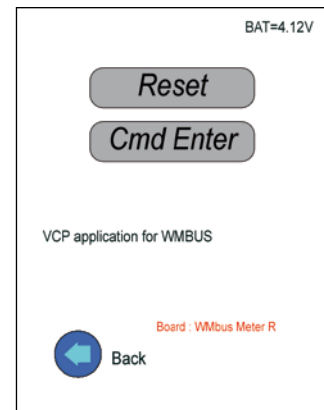 BAT=4.12V
Reset
Cmd Enter
VCP application for WMBUS
Board : WMbus Meter R
Back